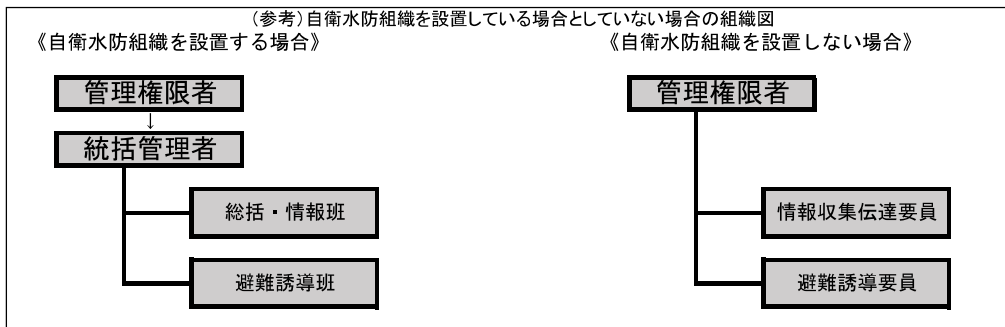 (参考)自衛水防組織を設置している場合としていない場合の組織図
《自衛水防組織を設置する場合》
管理権限者
↓
統括管理者
総括・情報班
避難誘導班
《自衛水防組織を設置しない場合》
管理権限者
情報収集伝達要員
避難誘導要員